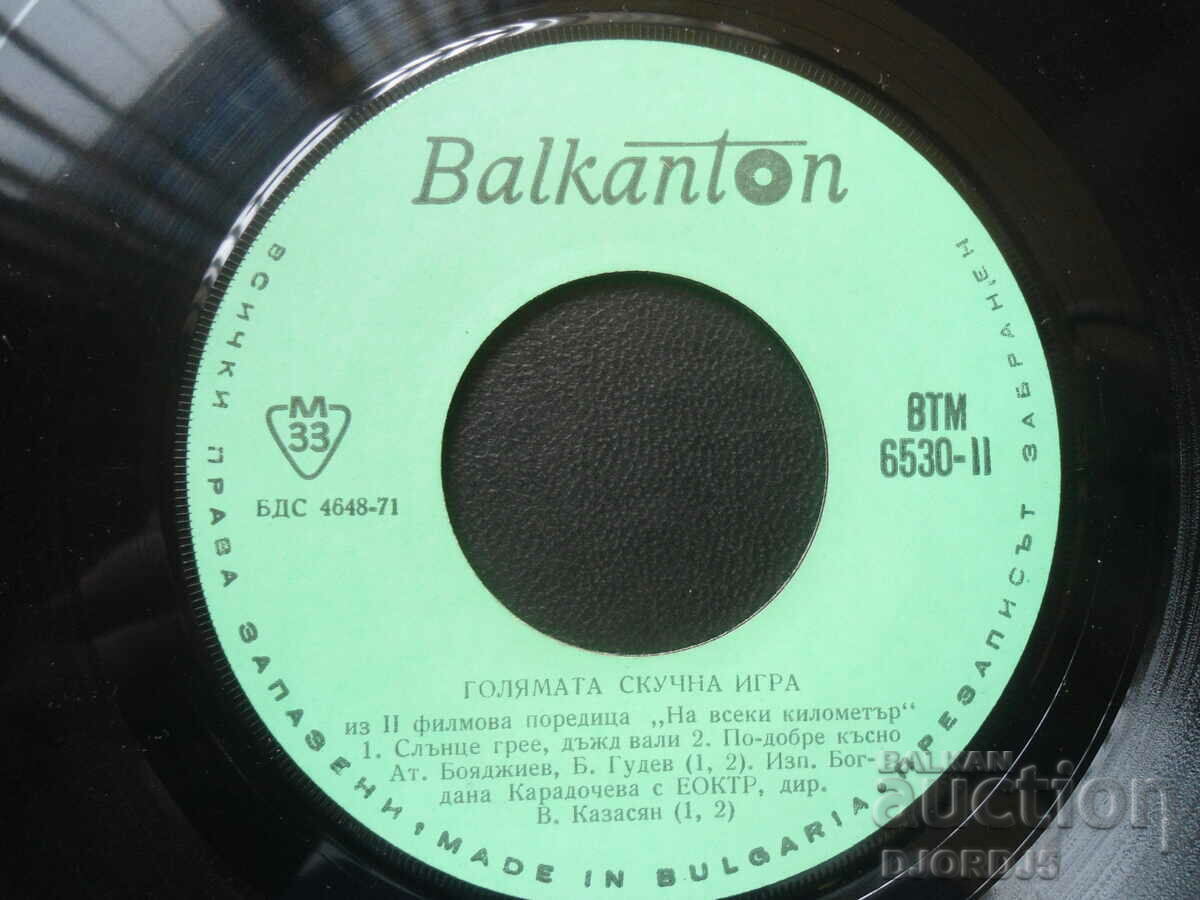 Balkanton
ВСИЧКИ ПРАВА ЗАПАЗЕНИ, MADE IN BULGARIA, ПРЕЗАПИСЪТ ЗАБРАНЕН
М
33
БДС 4648-71
ВТМ
6530-II
ГОЛЯМАТА СКУЧНА ИГРА
из II филмова поредица „На всеки километър“
1. Слънце грее, дъжд вали 2. По-добре късно
Ат. Бояджиев, Б. Гудев (1, 2). Изп. Бог-
дана Карадочева с ЕОКТР, дир.
В. Казасян (1, 2)
BALKAN
auction
DJORDJ5